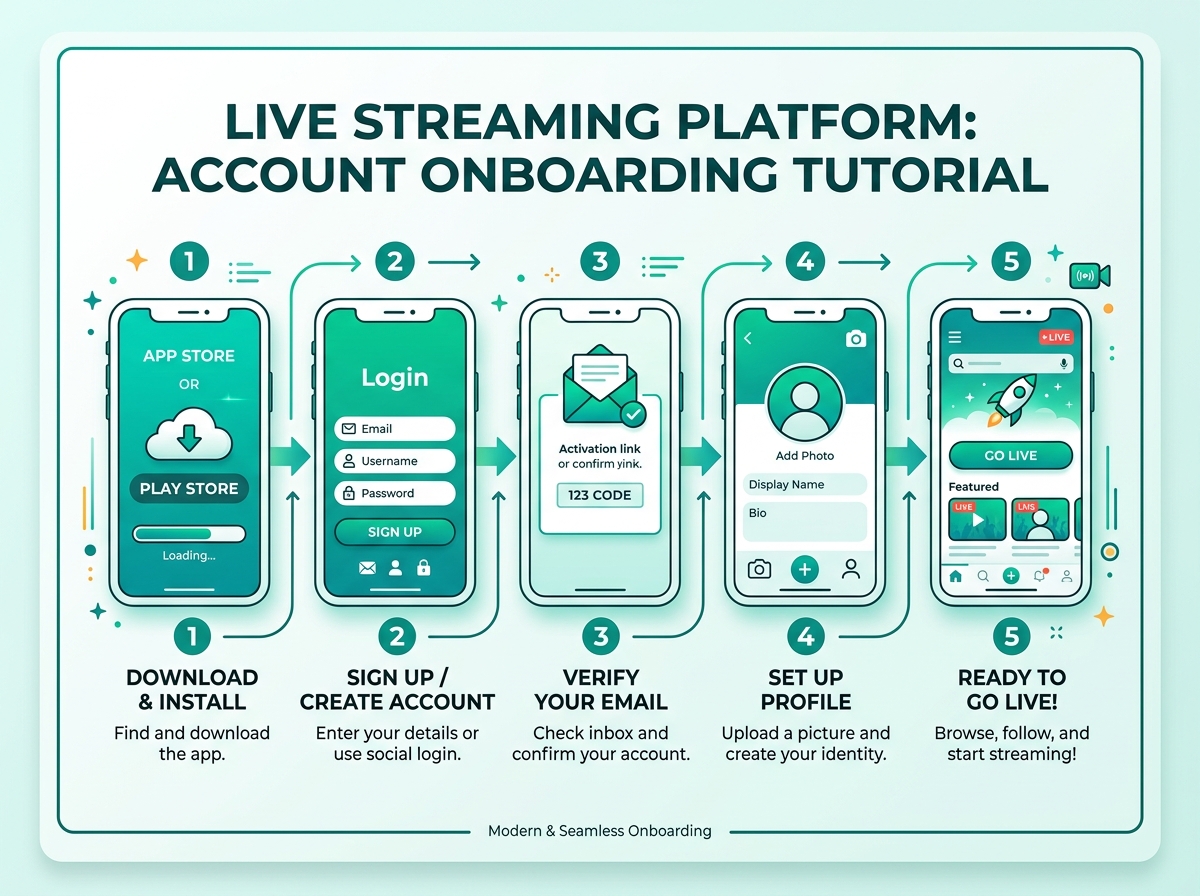 LIVE STREAMING PLATFORM:
ACCOUNT ONBOARDING TUTORIAL
1
2
3
4
5
APP STORE
OR
PLAY STORE
Loading...
Login
Email
Username
Password
SIGN UP
Activation link
or confirm yink.
123 CODE
Add Photo
Display Name
Bio
LIVE
GO LIVE
Featured
LIVE
LMS
1
DOWNLOAD
& INSTALL
Find and download
the app.
2
SIGN UP /
CREATE ACCOUNT
Enter your details or
use social login.
3
VERIFY
YOUR EMAIL
Check inbox and
confirm your account.
4
SET UP
PROFILE
Upload a picture and
create your identity.
5
READY TO
GO LIVE!
Browse, follow, and
start streaming!
Modern & Seamless Onboarding